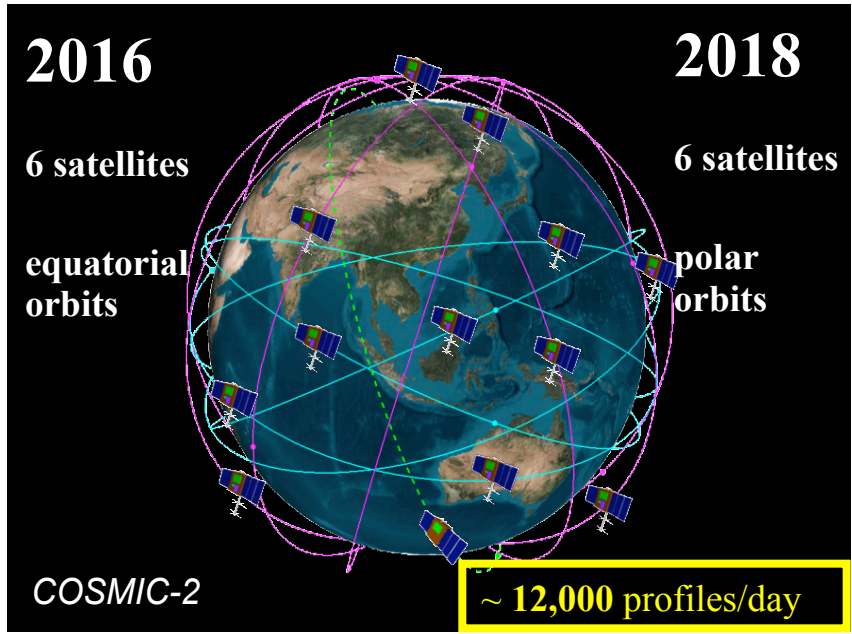 2016
6 satellites
equatorial
orbits
2018
6 satellites
polar
orbits
COSMIC-2
~ 12,000 profiles/day